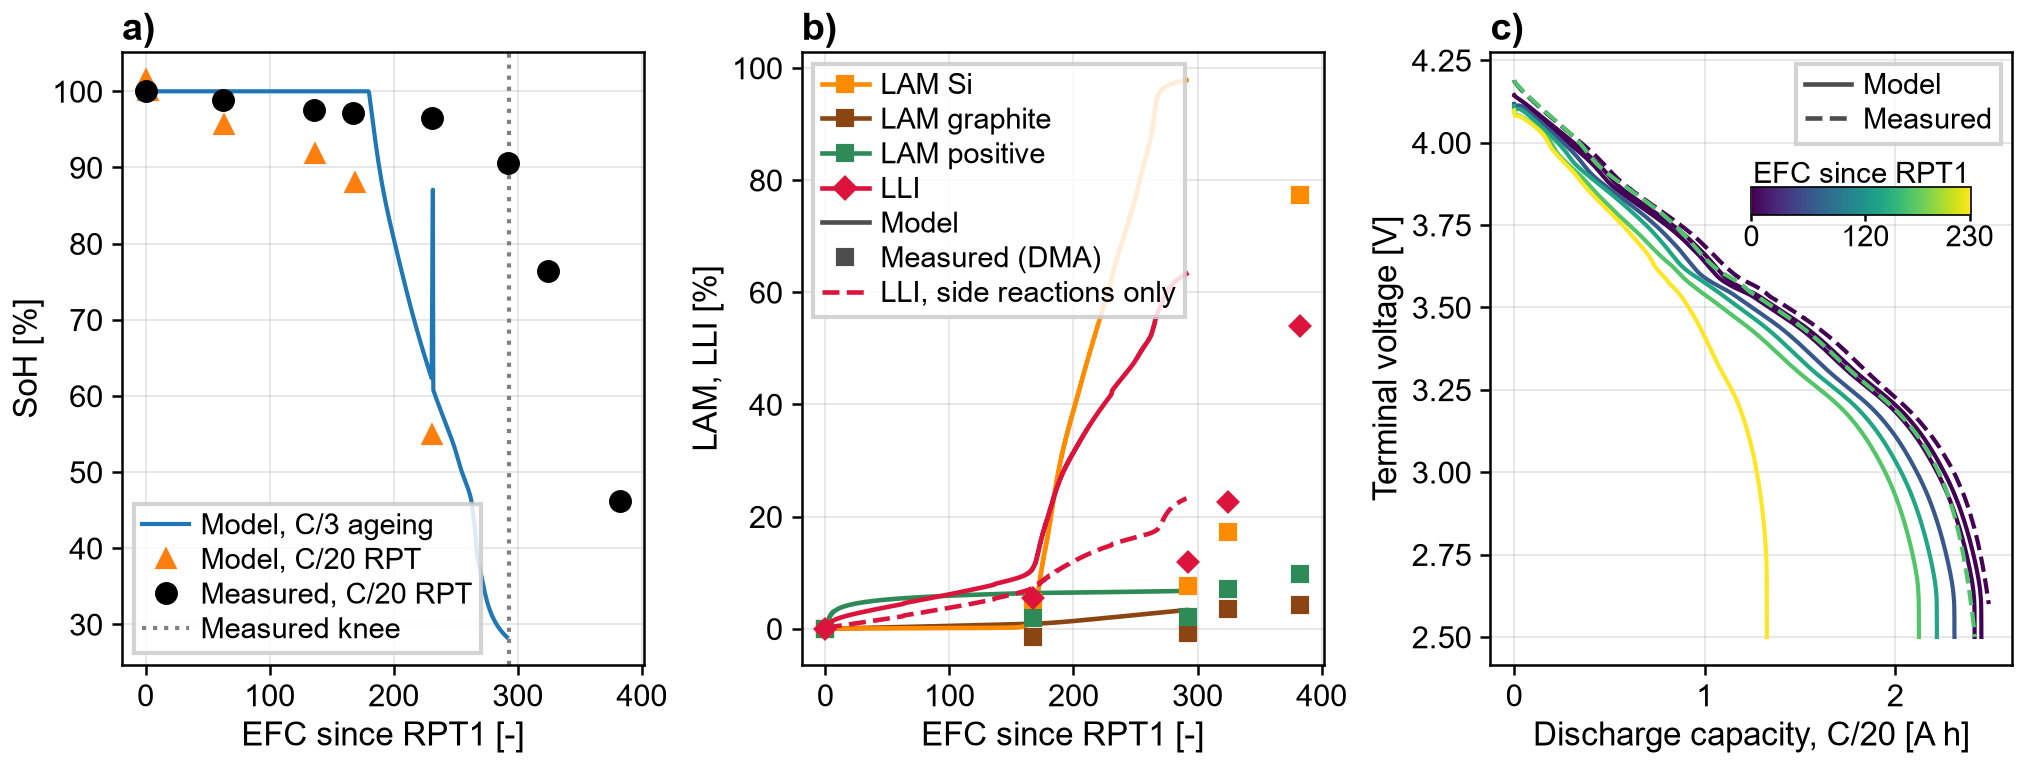 a)
SoH [%]
100
90
80
70
60
50
40
30
Model, C/3 ageing
Model, C/20 RPT
Measured, C/20 RPT
Measured knee
0
100
200
300
400
EFC since RPT1 [-]
b)
LAM, LLI [%]
100
80
60
40
20
0
LAM Si
LAM graphite
LAM positive
LLI
Model
Measured (DMA)
LLI, side reactions only
0
100
200
300
400
EFC since RPT1 [-]
c)
Terminal voltage [V]
4.25
4.00
3.75
3.50
3.25
3.00
2.75
2.50
Model
Measured
EFC since RPT1
0
120
230
0
1
2
Discharge capacity, C/20 [A h]